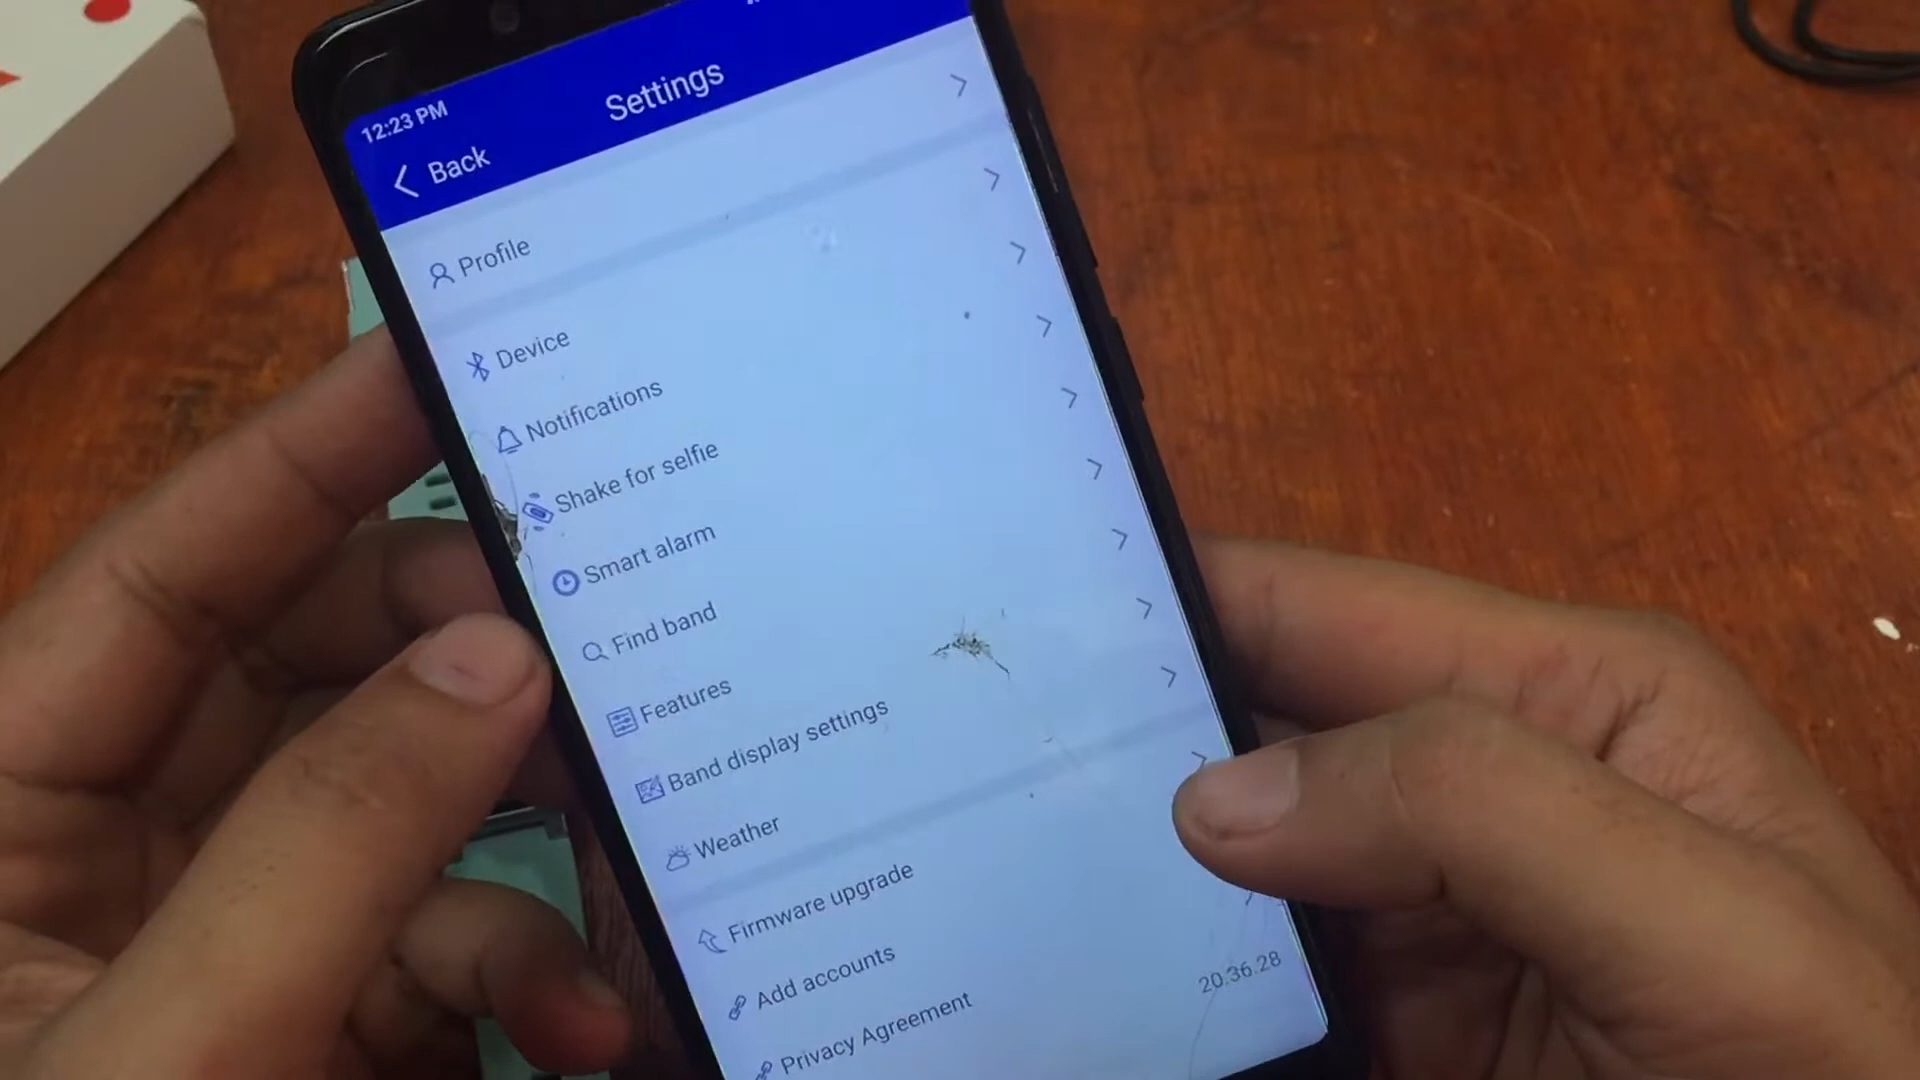 12:23 PM
Settings
Back
Profile
Device
Notifications
Shake for selfie
Smart alarm
Find band
Features
Band display settings
Weather
Firmware upgrade
Add accounts
20.36.28
Privacy Agreement